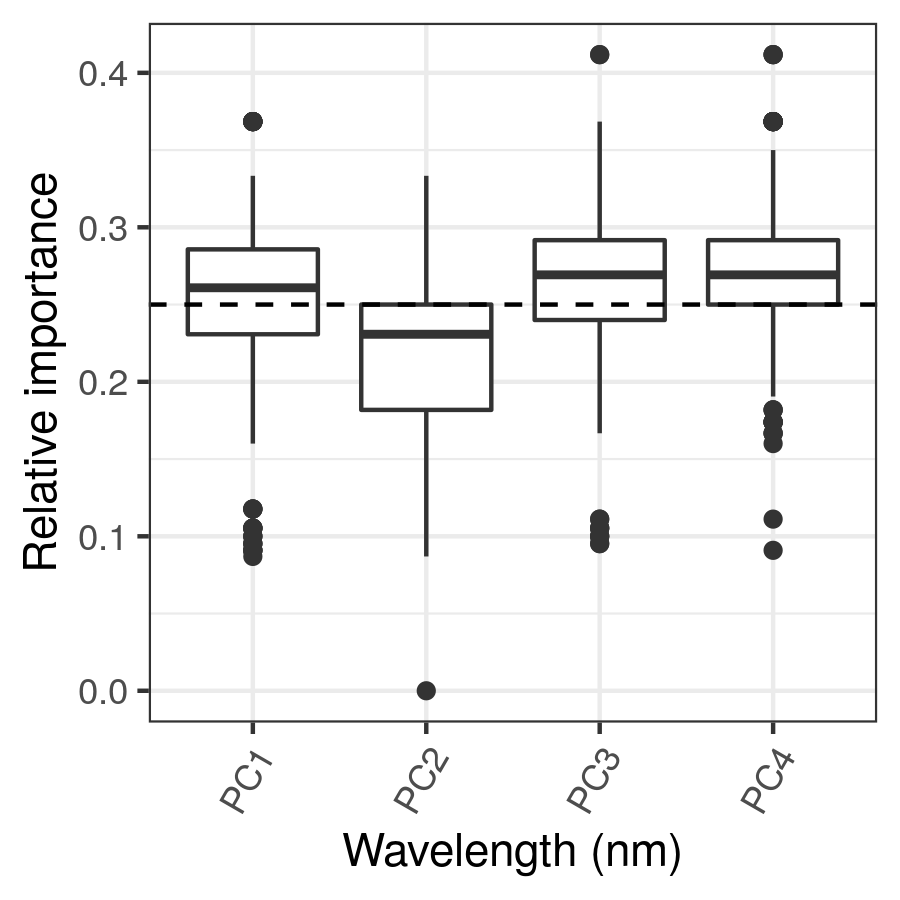 Relative importance
0.4
0.3
0.2
0.1
0.0
PC1
PC2
PC3
PC4
Wavelength (nm)